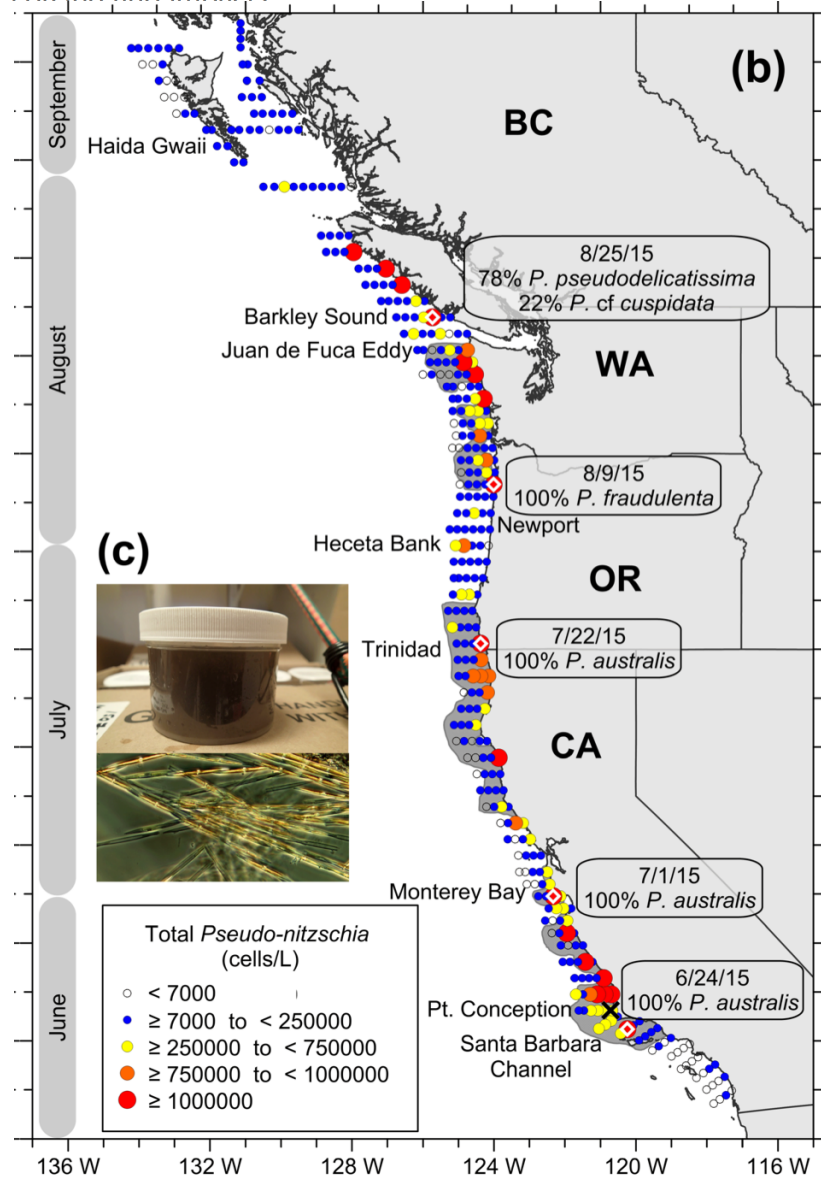 (b)
September
BC
Haida Gwaii
8/25/15
78% P. pseudodelicatissima
22% P. cf cuspidata
Barkley Sound
Juan de Fuca Eddy
WA
August
8/9/15
100% P. fraudulenta
Newport
(c)
Heceta Bank
OR
Trinidad
7/22/15
100% P. australis
July
CA
Monterey Bay
7/1/15
100% P. australis
Total Pseudo-nitzschia
(cells/L)
< 7000
≥ 7000 to < 250000
≥ 250000 to < 750000
≥ 750000 to < 1000000
≥ 1000000
June
6/24/15
100% P. australis
Pt. Conception
Santa Barbara
Channel
136 W
132 W
128 W
124 W
120 W
116 W